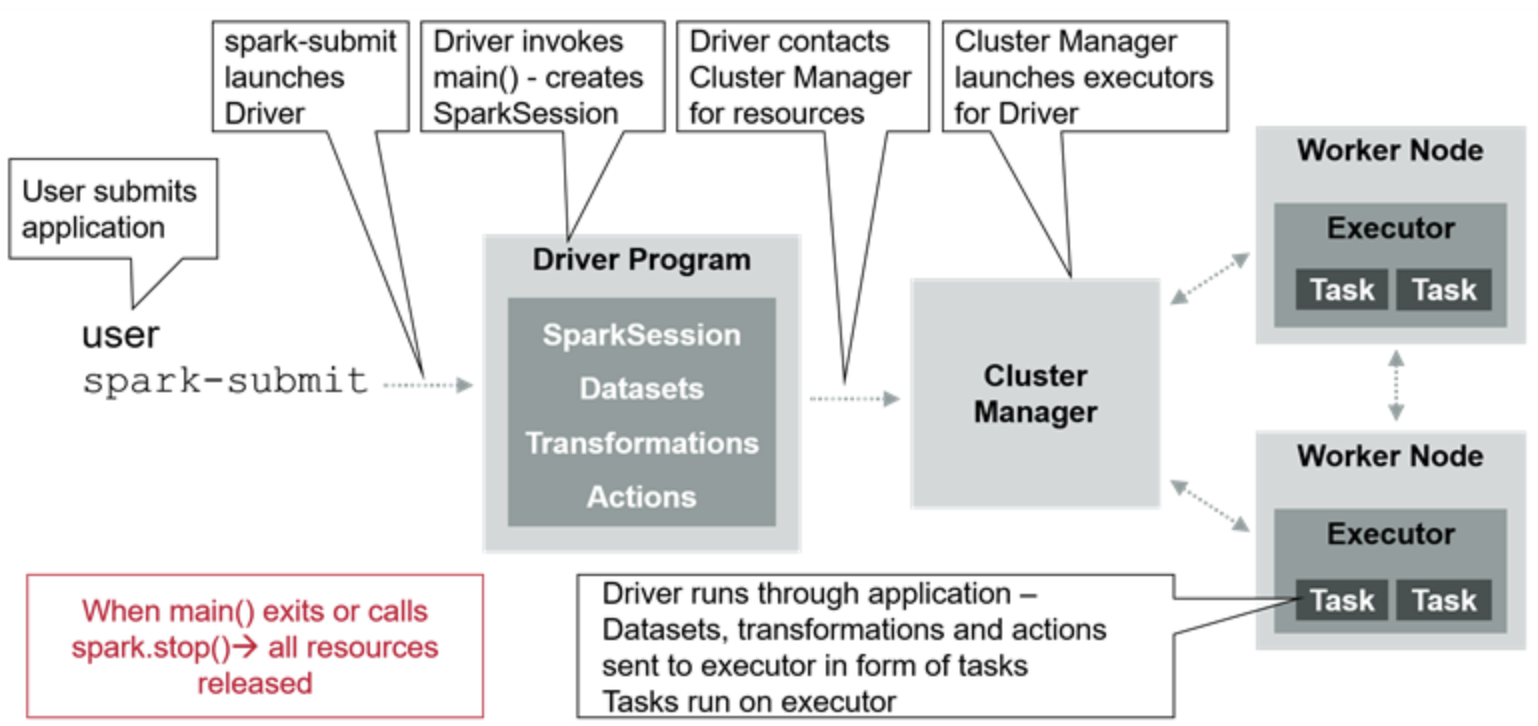 spark-submit
launches
Driver
Driver invokes
main() - creates
SparkSession
Driver contacts
Cluster Manager
for resources
Cluster Manager
launches executors
for Driver
User submits
application
user
spark-submit
Driver Program
SparkSession
Datasets
Transformations
Actions
Cluster
Manager
Worker Node
Executor
Task Task
Worker Node
Executor
Task Task
When main() exits or calls
spark.stop()→ all resources
released
Driver runs through application –
Datasets, transformations and actions
sent to executor in form of tasks
Tasks run on executor